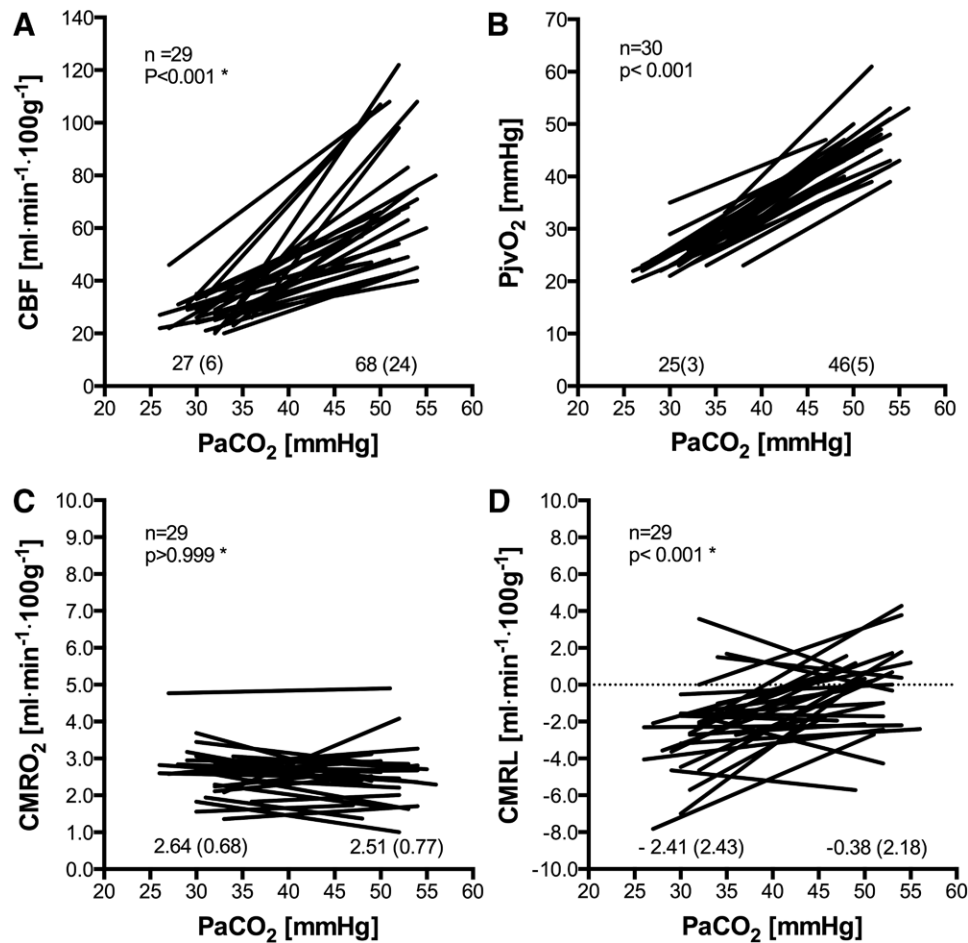 A
CBF [ml·min⁻¹·100g⁻¹]
140
120
100
80
60
40
20
0
n =29
P<0.001 *
27 (6)
68 (24)
20 25 30 35 40 45 50 55 60
PaCO₂ [mmHg]
B
PjvO₂ [mmHg]
70
60
50
40
30
20
10
0
n=30
p< 0.001
25(3)
46(5)
20 25 30 35 40 45 50 55 60
PaCO₂ [mmHg]
C
CMRO₂ [ml·min⁻¹·100g⁻¹]
10.0
9.0
8.0
7.0
6.0
5.0
4.0
3.0
2.0
1.0
0.0
n=29
p>0.999 *
2.64 (0.68)
2.51 (0.77)
20 25 30 35 40 45 50 55 60
PaCO₂ [mmHg]
D
CMRL [ml·min⁻¹·100g⁻¹]
10.0
8.0
6.0
4.0
2.0
0.0
-2.0
-4.0
-6.0
-8.0
-10.0
n=29
p< 0.001 *
- 2.41 (2.43)
-0.38 (2.18)
20 25 30 35 40 45 50 55 60
PaCO₂ [mmHg]